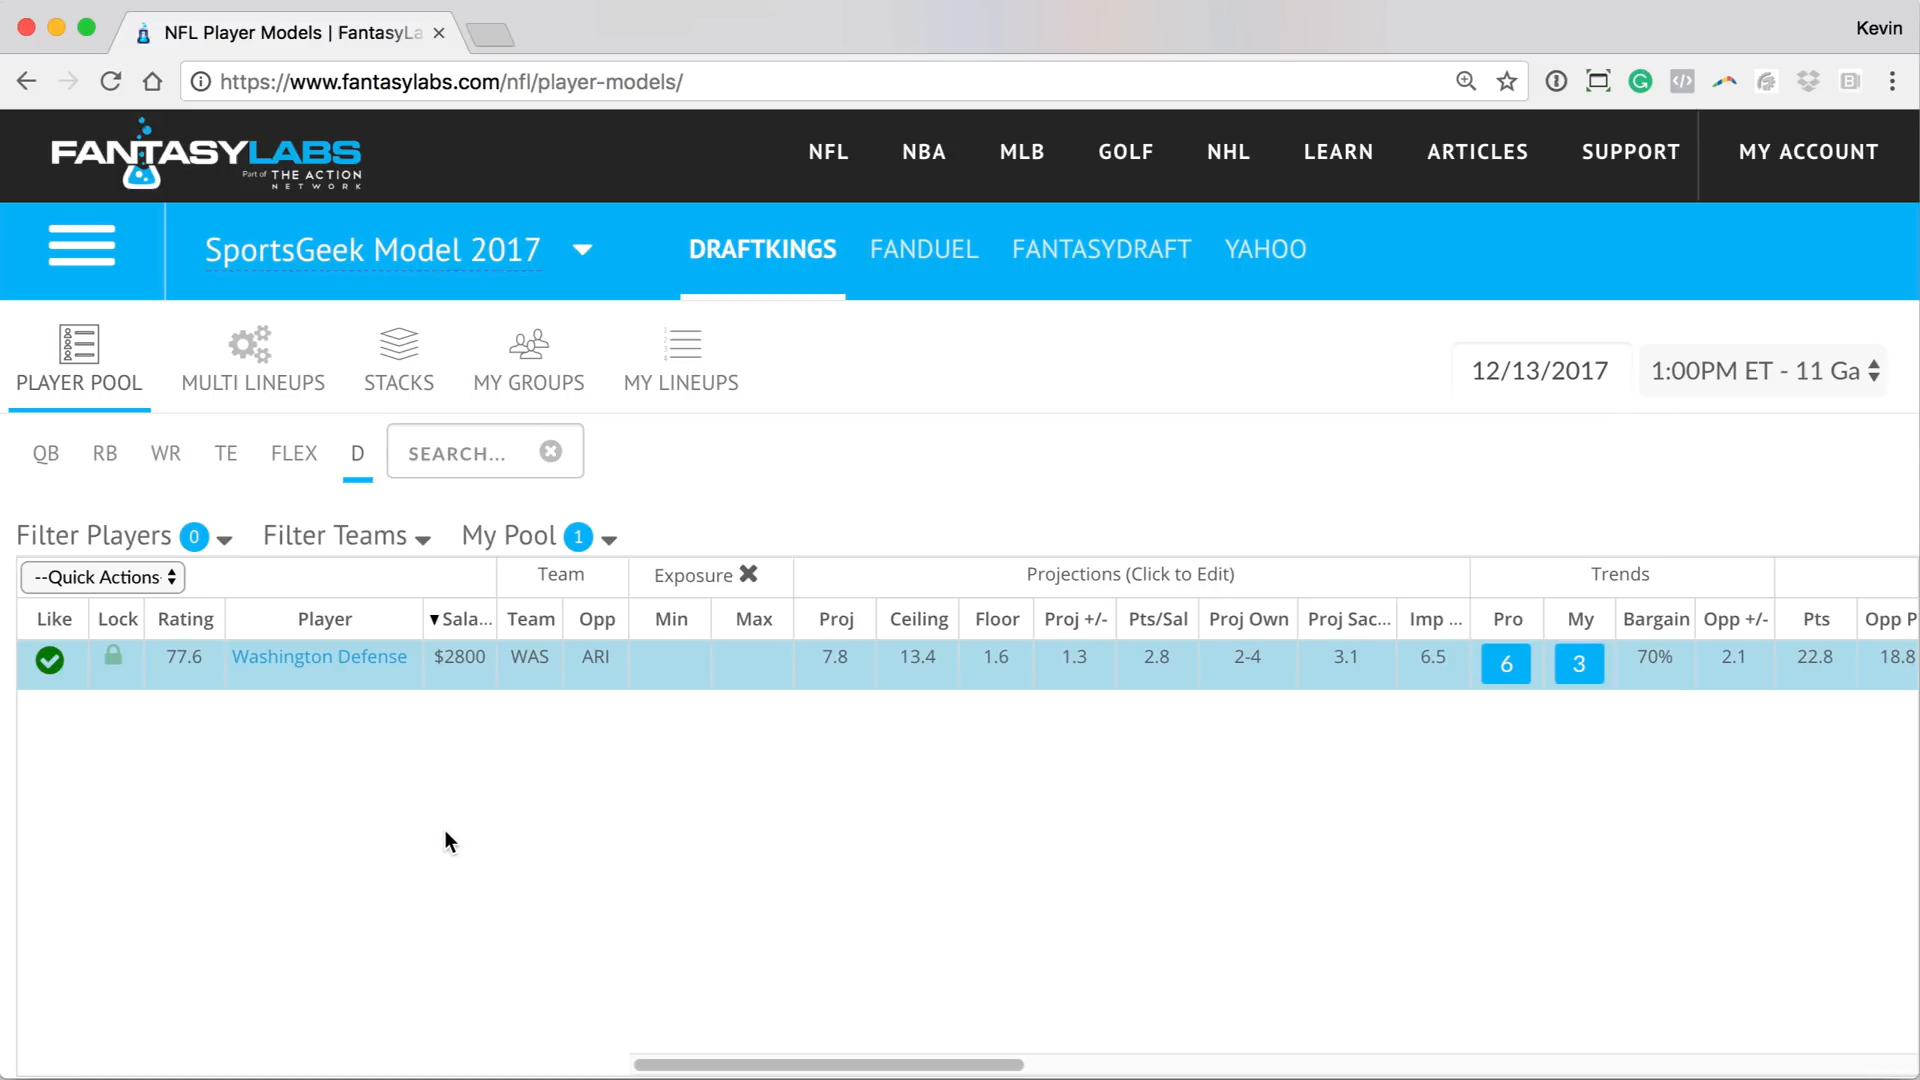 NFL Player Models | FantasyLa
Kevin
https://www.fantasylabs.com/nfl/player-models/
FANTASYLABS
Part of THE ACTION
NETWORK
NFL NBA MLB GOLF NHL LEARN ARTICLES SUPPORT MY ACCOUNT
SportsGeek Model 2017 DRAFTKINGS FANDUEL FANTASYDRAFT YAHOO
PLAYER POOL MULTI LINEUPS STACKS MY GROUPS MY LINEUPS
12/13/2017 1:00PM ET - 11 Ga
QB RB WR TE FLEX D SEARCH...
Filter Players 0 Filter Teams My Pool 1
--Quick Actions Team Exposure Projections (Click to Edit) Trends
Like Lock Rating Player Sala... Team Opp Min Max Proj Ceiling Floor Proj +/- Pts/Sal Proj Own Proj Sac... Imp ... Pro My Bargain Opp +/- Pts Opp P
77.6 Washington Defense $2800 WAS ARI 7.8 13.4 1.6 1.3 2.8 2-4 3.1 6.5 6 3 70% 2.1 22.8 18.8